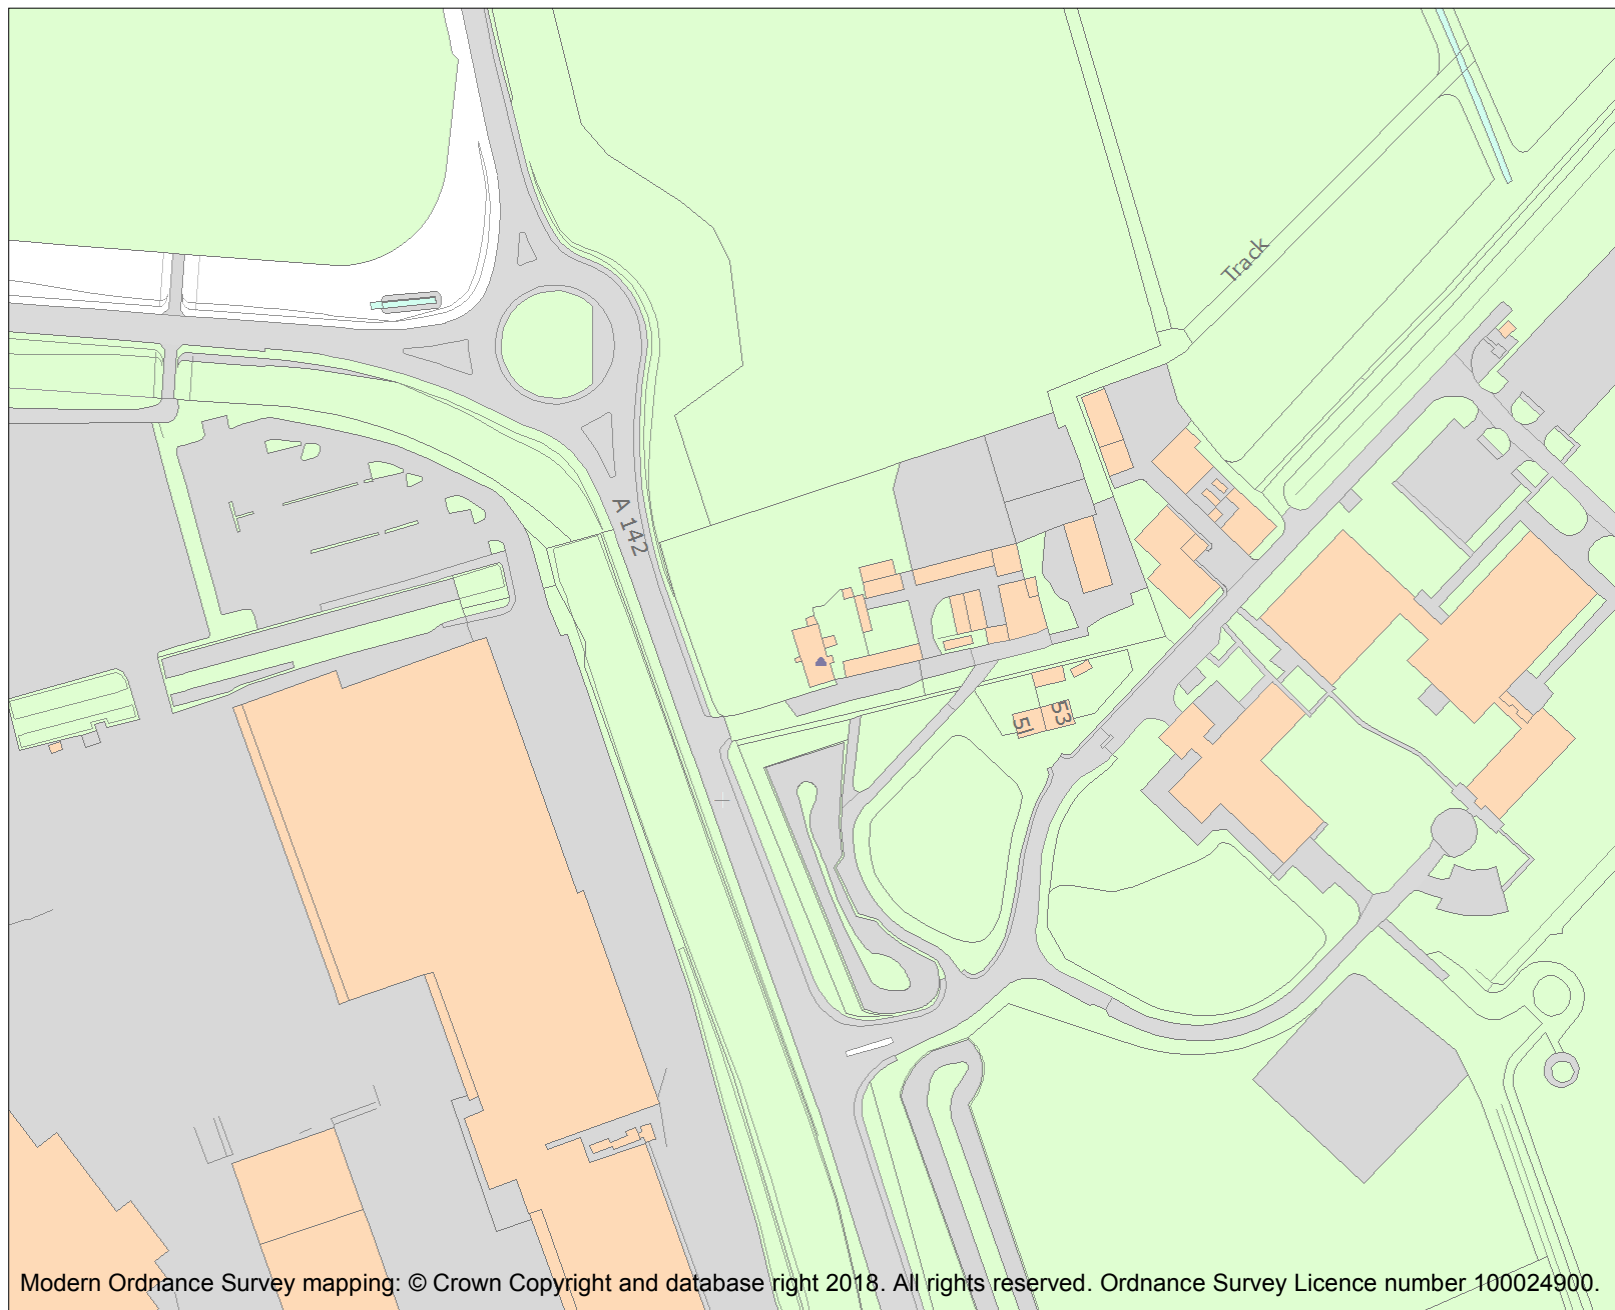 Track
A 142
53
51
Modern Ordnance Survey mapping: © Crown Copyright and database right 2018. All rights reserved. Ordnance Survey Licence number 100024900.